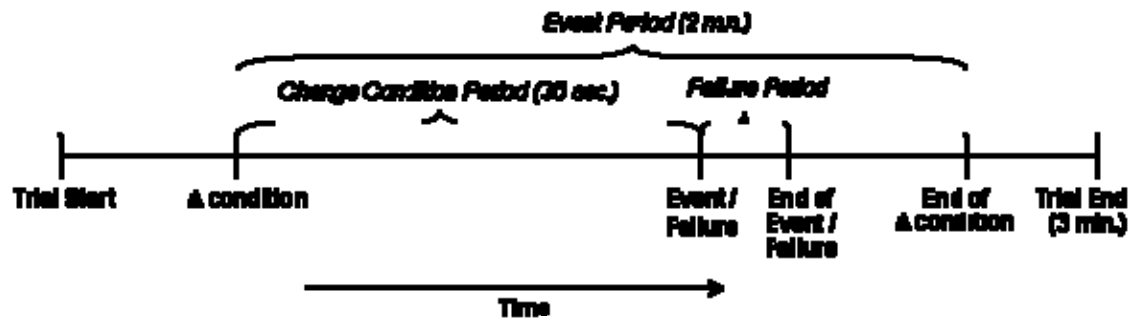 Event Period (2 min.)
Change Condition Period (30 sec.)
Failure Period
Trial Start
Δ condition
Event /
Failure
End of
Event /
Failure
End of
Δ condition
Trial End
(3 min.)
Time